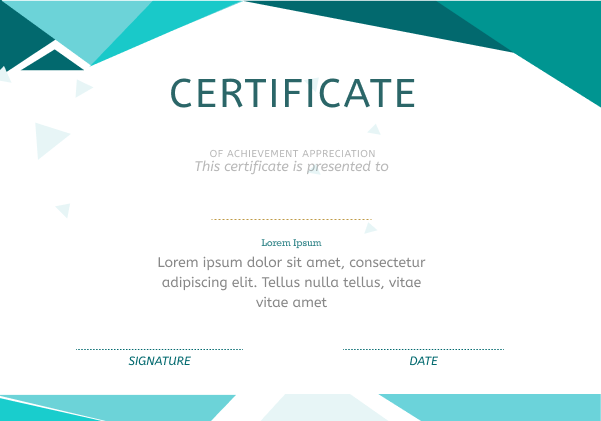 CERTIFICATE
OF ACHIEVEMENT APPRECIATION
This certificate is presented to
Lorem Ipsum
Lorem ipsum dolor sit amet, consectetur
adipiscing elit. Tellus nulla tellus, vitae
vitae amet
SIGNATURE
DATE